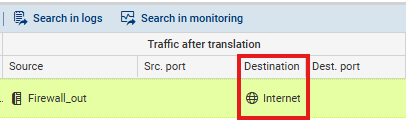 Search in logs Search in monitoring
Traffic after translation
Source Src. port Destination Dest. port
Firewall_out Internet